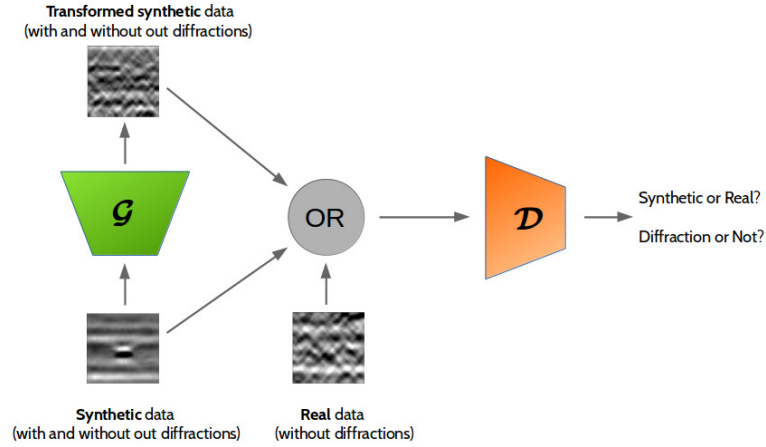 Transformed synthetic data
(with and without out diffractions)
G
OR
D
Synthetic or Real?
Diffraction or Not?
Synthetic data
(with and without out diffractions)
Real data
(without diffractions)